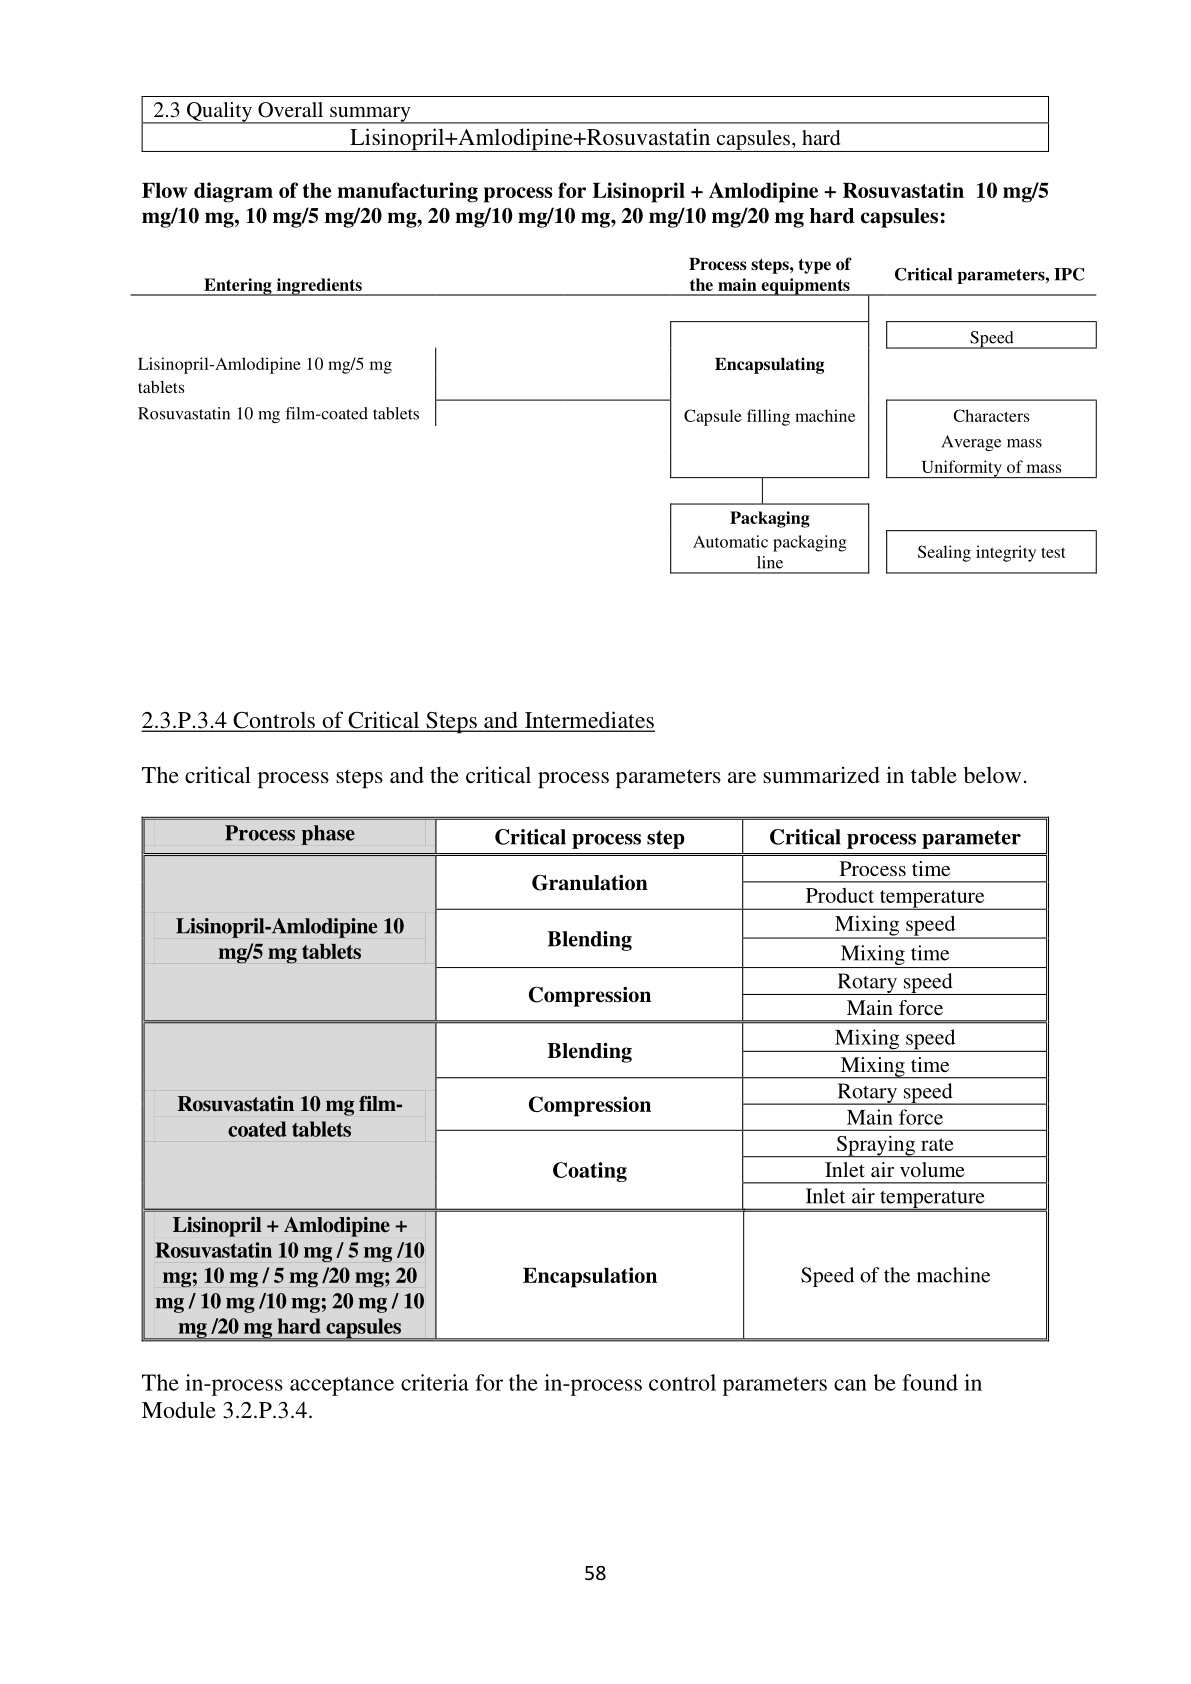 2.3 Quality Overall summary
Lisinopril+Amlodipine+Rosuvastatin capsules, hard
Flow diagram of the manufacturing process for Lisinopril + Amlodipine + Rosuvastatin 10 mg/5
mg/10 mg, 10 mg/5 mg/20 mg, 20 mg/10 mg/10 mg, 20 mg/10 mg/20 mg hard capsules:
Entering ingredients
Process steps, type of
the main equipments
Critical parameters, IPC
Speed
Lisinopril-Amlodipine 10 mg/5 mg
tablets
Rosuvastatin 10 mg film-coated tablets
Encapsulating
Capsule filling machine
Characters
Average mass
Uniformity of mass
Packaging
Automatic packaging
line
Sealing integrity test
2.3.P.3.4 Controls of Critical Steps and Intermediates
The critical process steps and the critical process parameters are summarized in table below.
Process phase
Critical process step
Critical process parameter
Lisinopril-Amlodipine 10
mg/5 mg tablets
Granulation
Process time
Product temperature
Blending
Mixing speed
Mixing time
Compression
Rotary speed
Main force
Rosuvastatin 10 mg film-
coated tablets
Blending
Mixing speed
Mixing time
Compression
Rotary speed
Main force
Coating
Spraying rate
Inlet air volume
Inlet air temperature
Lisinopril + Amlodipine +
Rosuvastatin 10 mg / 5 mg /10
mg; 10 mg / 5 mg /20 mg; 20
mg / 10 mg /10 mg; 20 mg / 10
mg /20 mg hard capsules
Encapsulation
Speed of the machine
The in-process acceptance criteria for the in-process control parameters can be found in
Module 3.2.P.3.4.
58